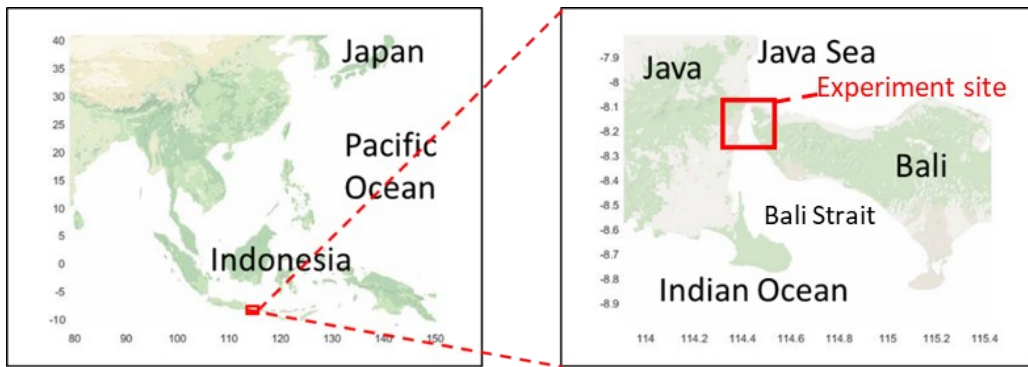 40
35
30
25
20
15
10
5
0
-5
-10
80 90 100 110 120 130 140 150
Japan
Pacific
Ocean
Indonesia
-7.9
-8
-8.1
-8.2
-8.3
-8.4
-8.5
-8.6
-8.7
-8.8
-8.9
114 114.2 114.4 114.6 114.8 115 115.2 115.4
Java Sea
Java
Experiment site
Bali
Bali Strait
Indian Ocean